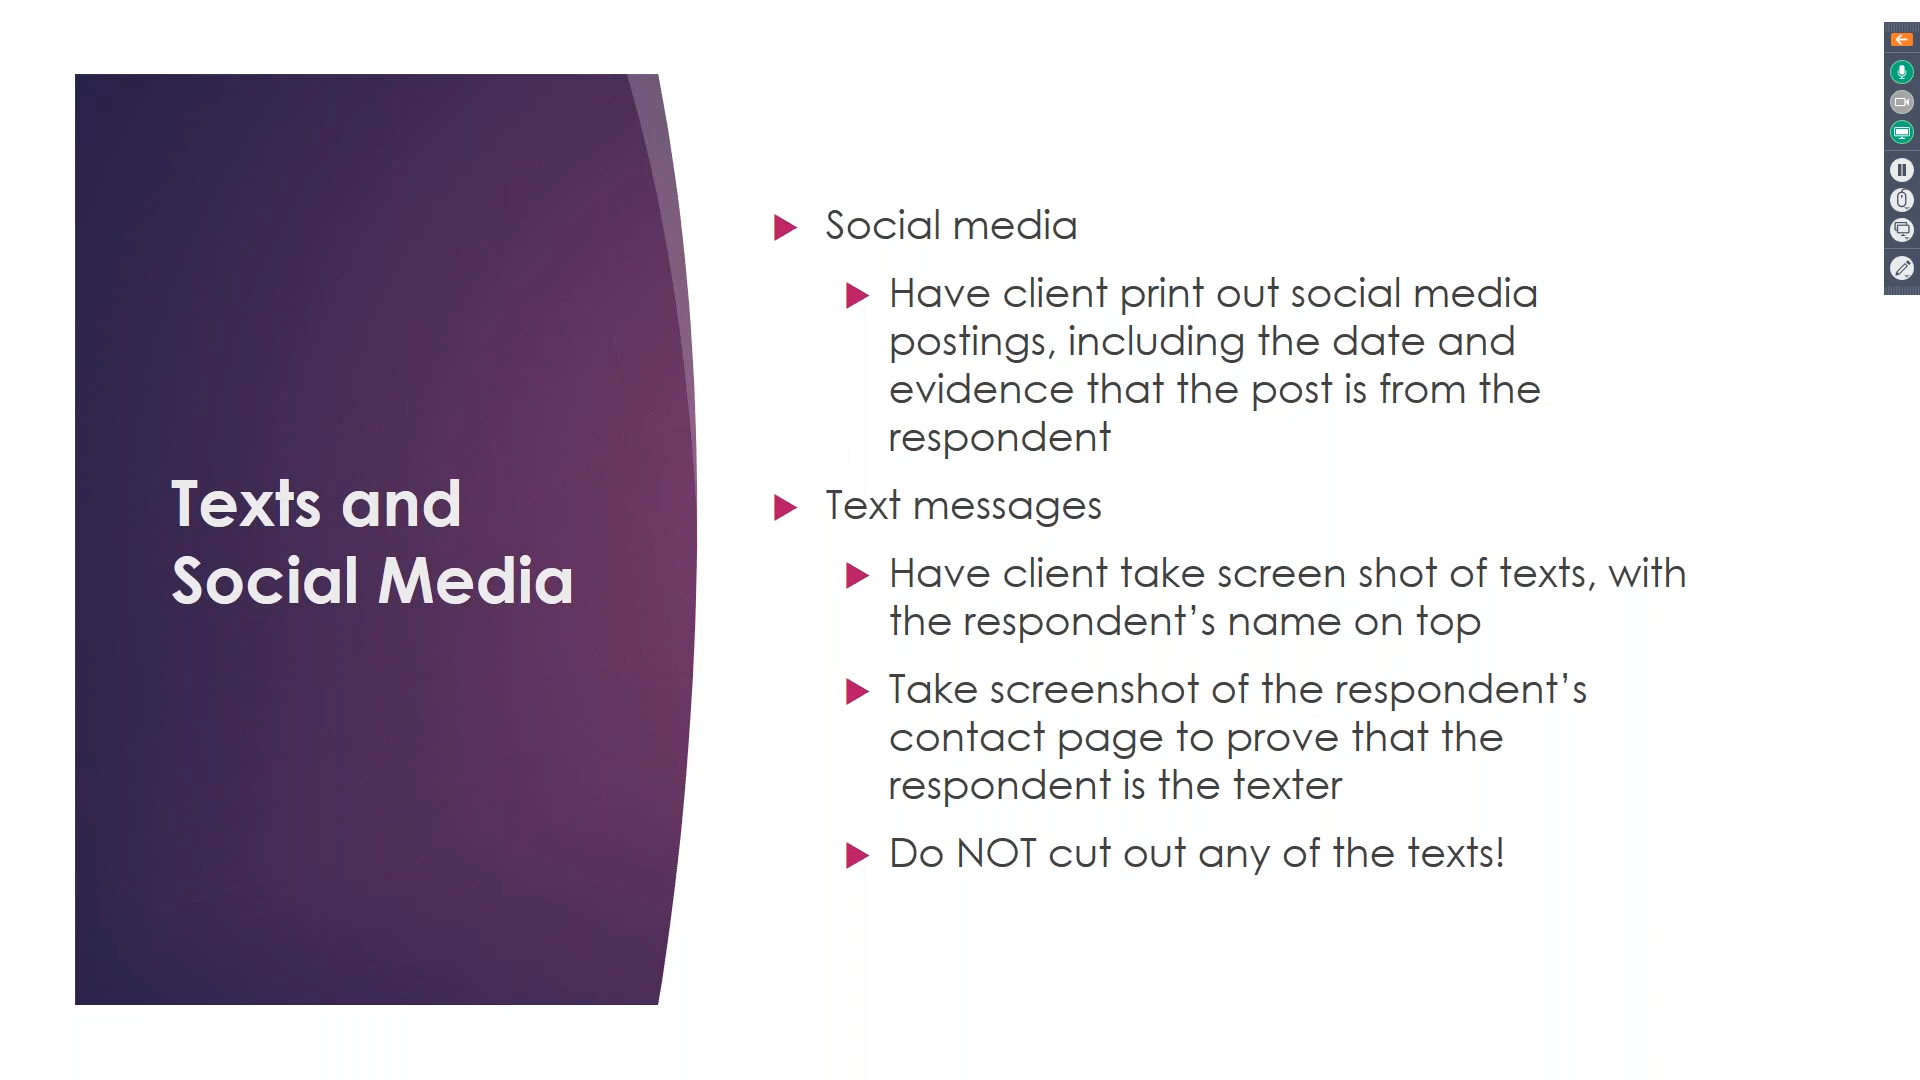 Texts and
Social Media
Social media
Have client print out social media
postings, including the date and
evidence that the post is from the
respondent
Text messages
Have client take screen shot of texts, with
the respondent’s name on top
Take screenshot of the respondent’s
contact page to prove that the
respondent is the texter
Do NOT cut out any of the texts!